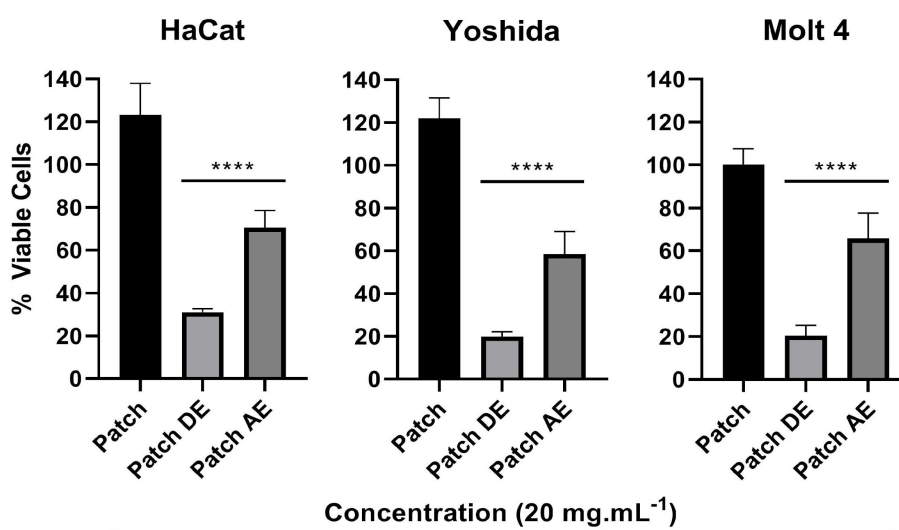 HaCat
Yoshida
Molt 4
% Viable Cells
140
120
100
80
60
40
20
0
****
Patch
Patch DE
Patch AE
140
120
100
80
60
40
20
0
****
Patch
Patch DE
Patch AE
140
120
100
80
60
40
20
0
****
Patch
Patch DE
Patch AE
Concentration (20 mg.mL⁻¹)